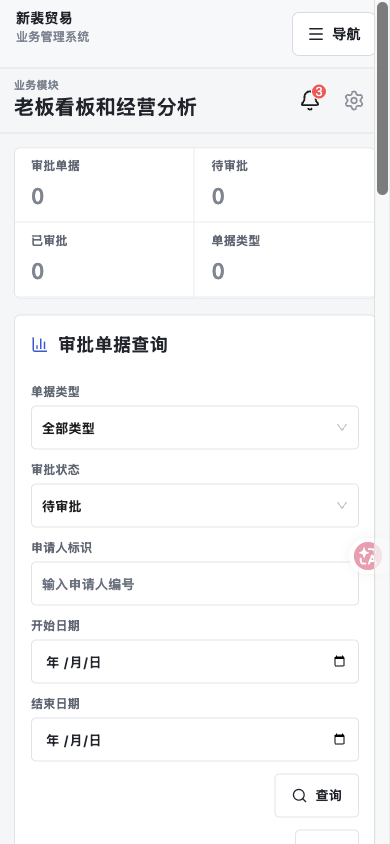 新裴贸易
业务管理系统
导航
业务模块
老板看板和经营分析
3
审批单据
0
待审批
0
已审批
0
单据类型
0
审批单据查询
单据类型
全部类型
审批状态
待审批
申请人标识
输入申请人编号
开始日期
年 /月/日
结束日期
年 /月/日
查询